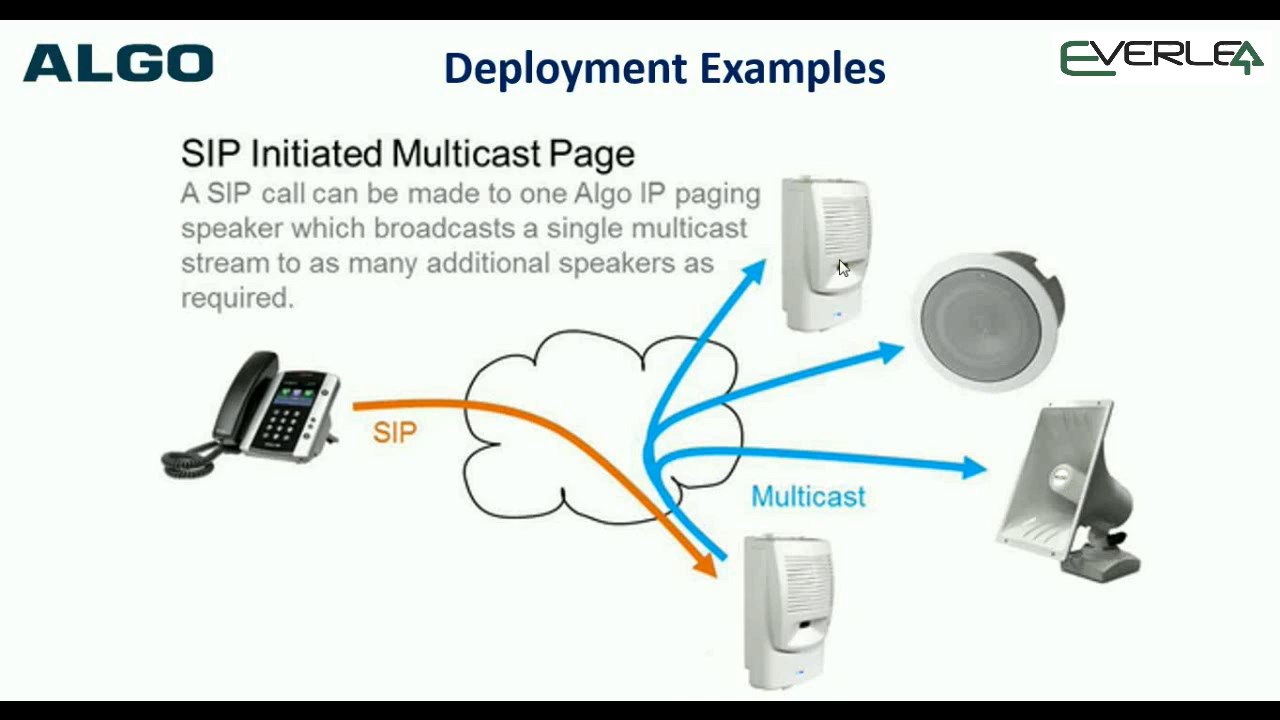 ALGO
Deployment Examples
EVERLEA
SIP Initiated Multicast Page
A SIP call can be made to one Algo IP paging
speaker which broadcasts a single multicast
stream to as many additional speakers as
required.
SIP
Multicast